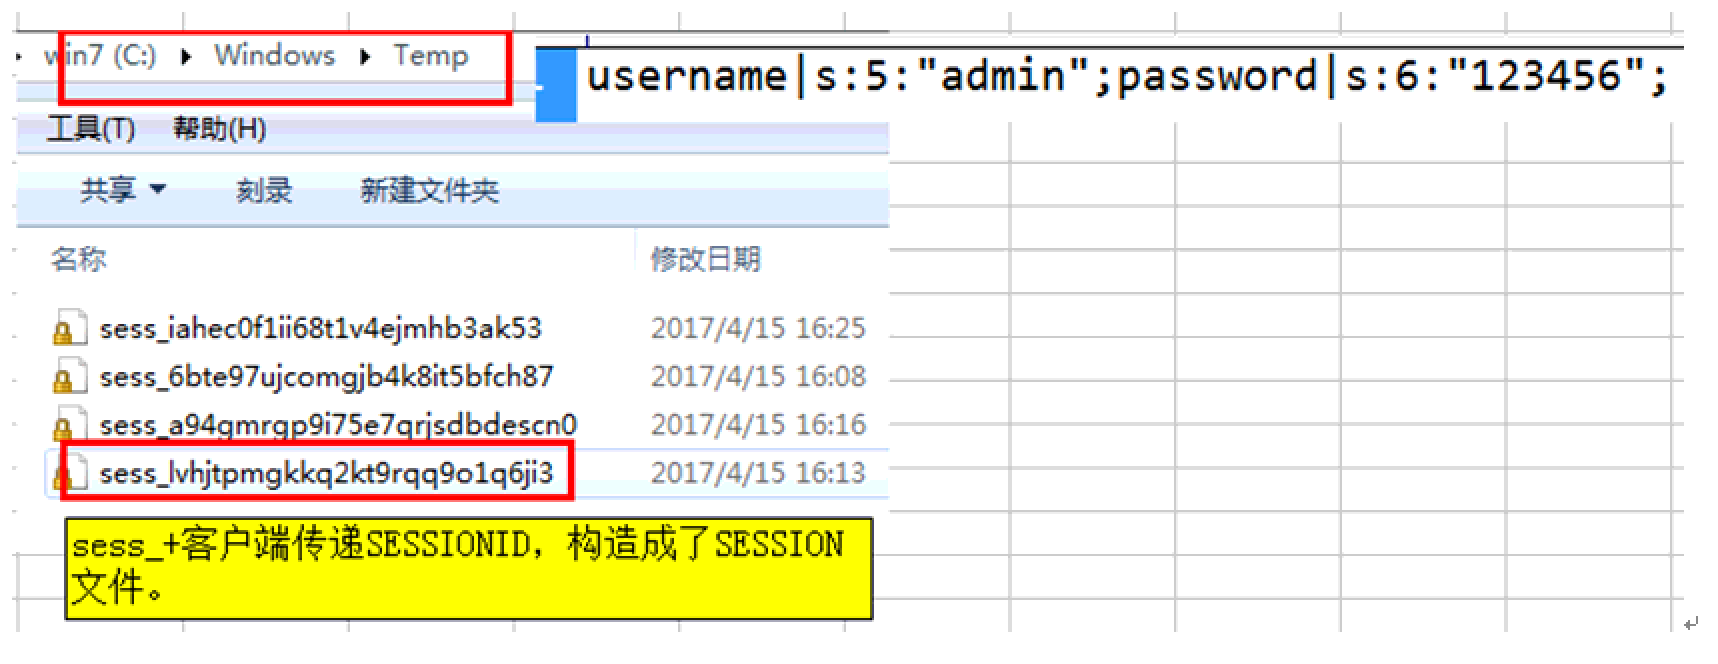 win7 (C:) ▸ Windows ▸ Temp
username|s:5:"admin";password|s:6:"123456";
工具(T) 帮助(H)
共享 刻录 新建文件夹
名称 修改日期
sess_iahec0f1ii68t1v4ejmhb3ak53 2017/4/15 16:25
sess_6bte97ujcomgjb4k8it5bfch87 2017/4/15 16:08
sess_a94gmrgp9i75e7qrjsdbdescn0 2017/4/15 16:16
sess_lvhjtpmgkkq2kt9rqq9o1q6ji3 2017/4/15 16:13
sess_+客户端传递SESSIONID，构造成了SESSION
文件。